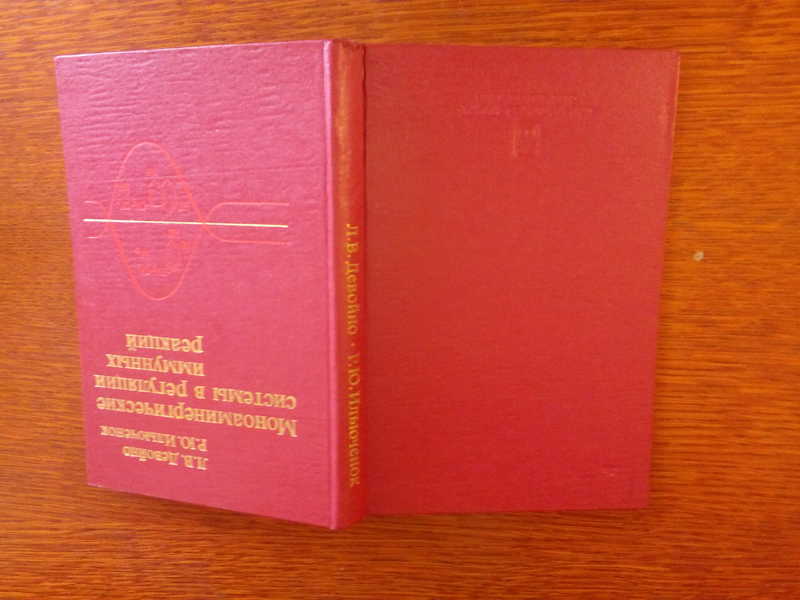 Л.В. Девойно
Р.Ю. Ильюченок
Моноаминергические
системы в регуляции
иммунных
реакций
Л.В. Девойно · Р.Ю. Ильюченок